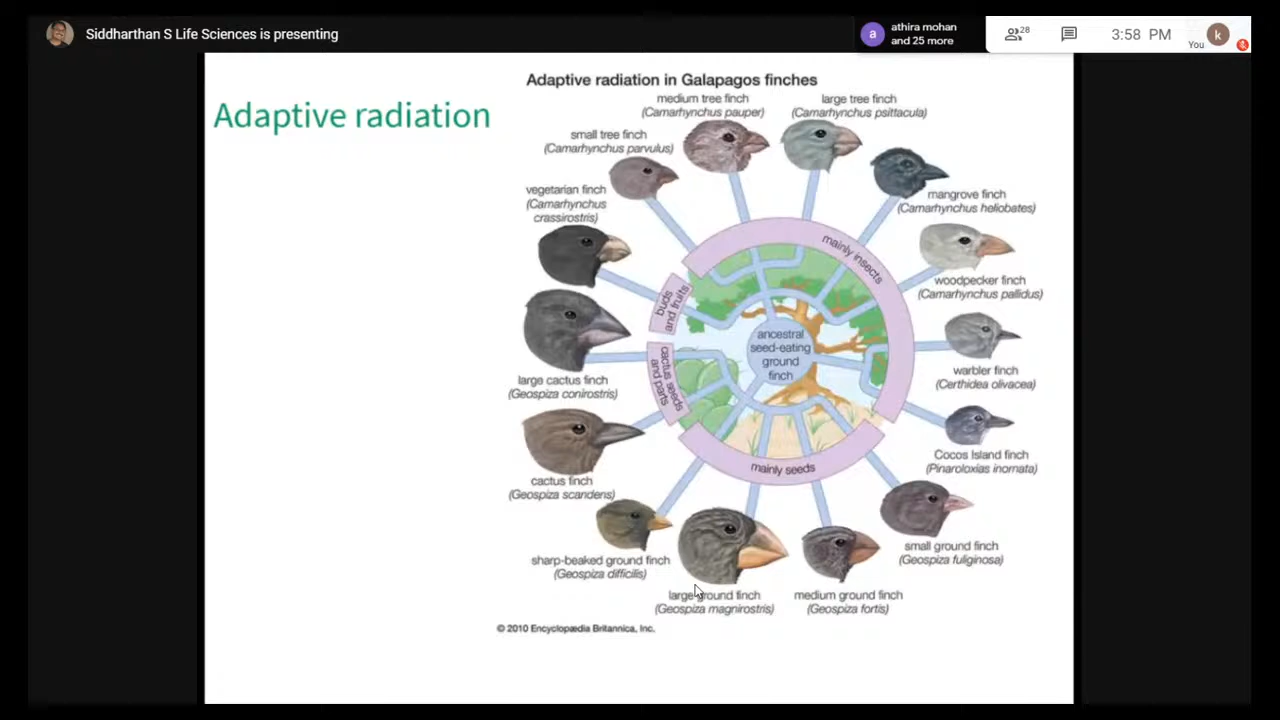 Siddharthan S Life Sciences is presenting
a
athira mohan
and 25 more
28
3:58 PM
You
k
Adaptive radiation
Adaptive radiation in Galapagos finches
medium tree finch
(Camarhynchus pauper)
large tree finch
(Camarhynchus psittacula)
small tree finch
(Camarhynchus parvulus)
vegetarian finch
(Camarhynchus
crassirostris)
mangrove finch
(Camarhynchus heliobates)
mainly insects
woodpecker finch
(Camarhynchus pallidus)
buds
and fruits
ancestral
seed-eating
ground
finch
cactus seeds
and parts
warbler finch
(Certhidea olivacea)
large cactus finch
(Geospiza conirostris)
Cocos Island finch
(Pinaroloxias inornata)
mainly seeds
cactus finch
(Geospiza scandens)
small ground finch
(Geospiza fuliginosa)
sharp-beaked ground finch
(Geospiza difficilis)
large ground finch
(Geospiza magnirostris)
medium ground finch
(Geospiza fortis)
© 2010 Encyclopædia Britannica, Inc.